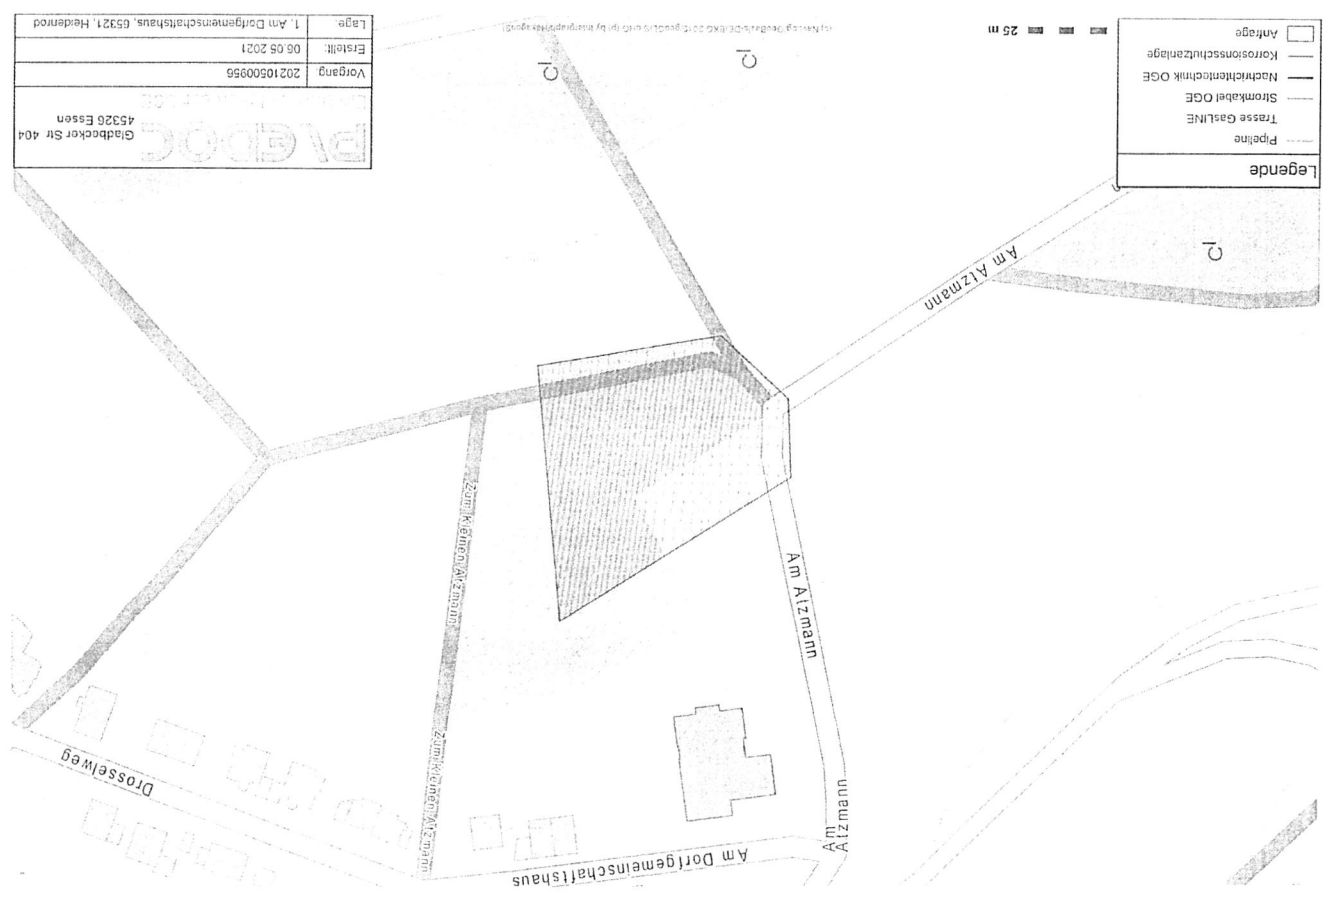 Am Dorfgemeinschaftshaus
Am
Atzmann
Zum Kleinen Atzmann
Drosselweg
Am Atzmann
Zum Kleinen Atzmann
Am Atzmann
Legende
Pipeline
Trasse GasLINE
Stromkabel OGE
Nachrichtentechnik OGE
Korrosionsschutzanlage
Anfrage
25 m
PLEDOC
Gladbecker Str. 404
45326 Essen
Vorgang: 20210500956
Erstellt: 06.05.2021
Lage: 1, Am Dorfgemeinschaftshaus, 65321, Heidenrod